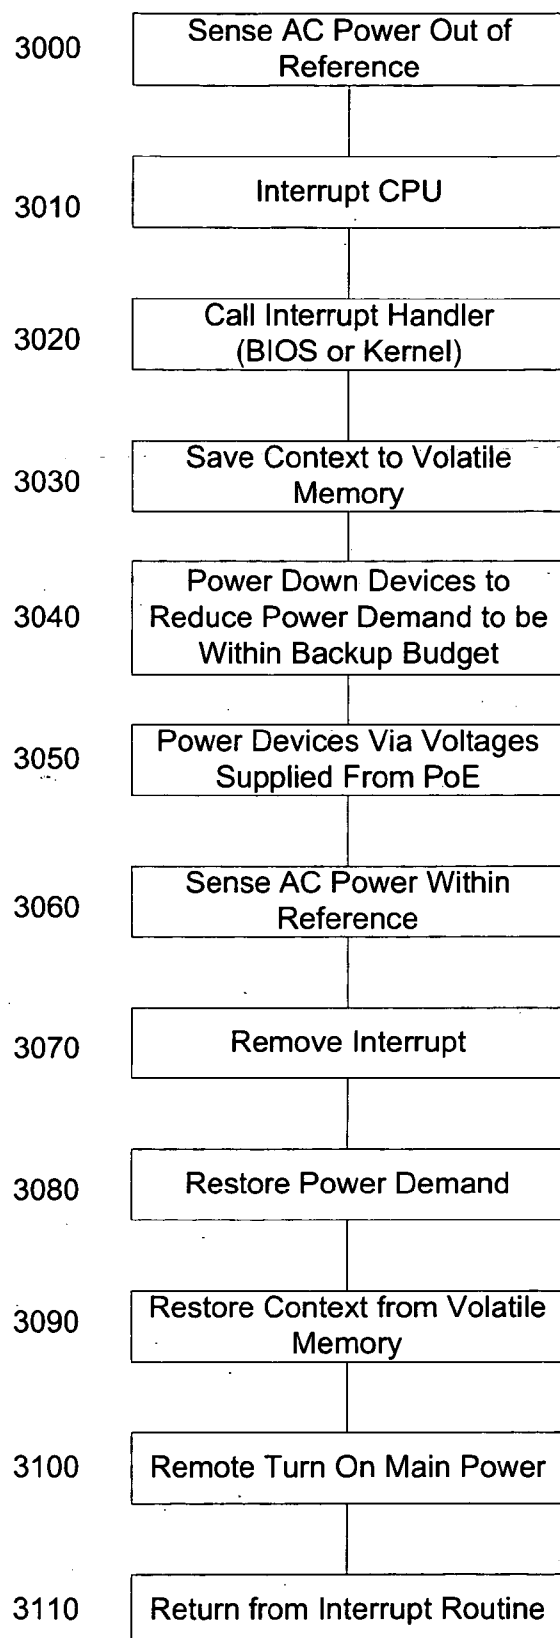 3000
Sense AC Power Out of
Reference
3010
Interrupt CPU
3020
Call Interrupt Handler
(BIOS or Kernel)
3030
Save Context to Volatile
Memory
3040
Power Down Devices to
Reduce Power Demand to be
Within Backup Budget
3050
Power Devices Via Voltages
Supplied From PoE
3060
Sense AC Power Within
Reference
3070
Remove Interrupt
3080
Restore Power Demand
3090
Restore Context from Volatile
Memory
3100
Remote Turn On Main Power
3110
Return from Interrupt Routine